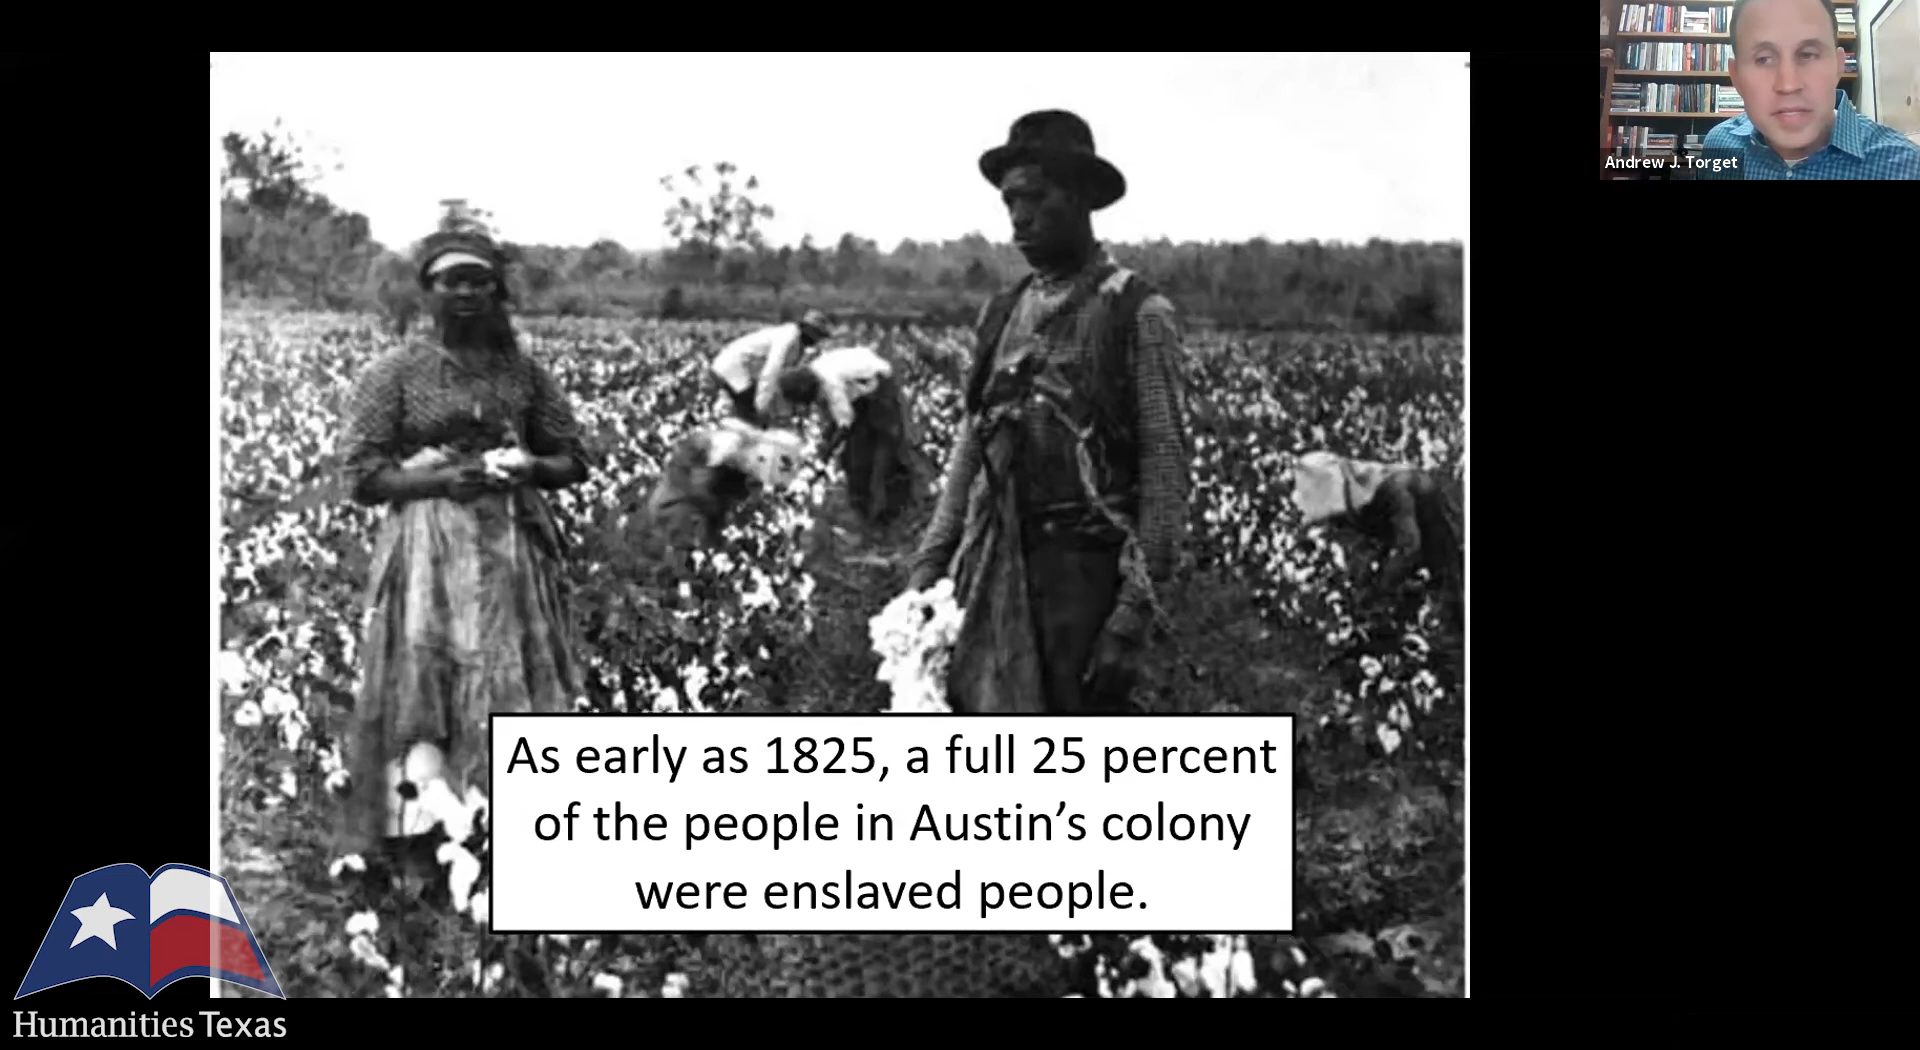 Andrew J. Torget
As early as 1825, a full 25 percent
of the people in Austin’s colony
were enslaved people.
Humanities Texas